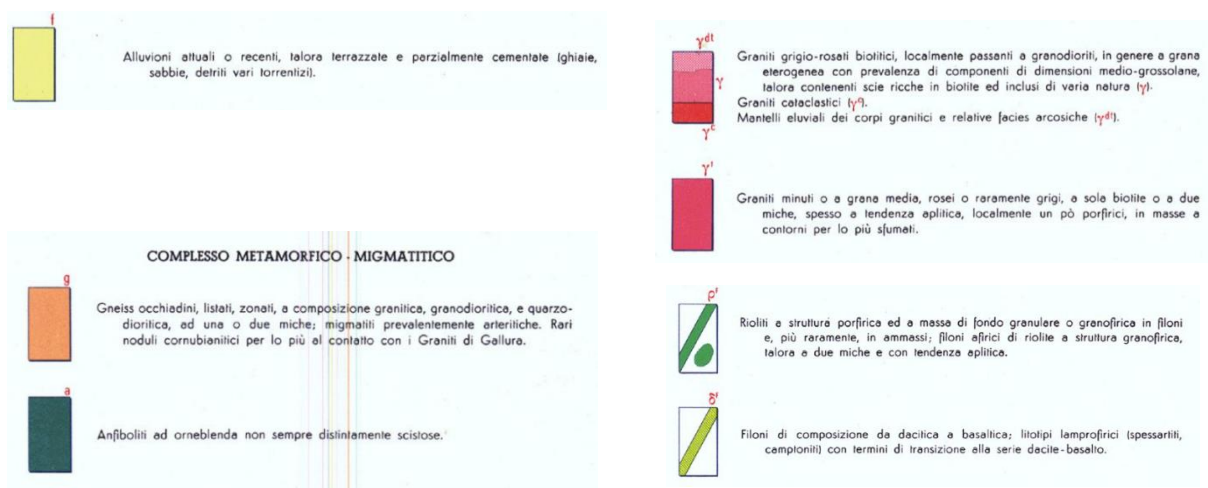 f
Alluvioni attuali o recenti, talora terrazzate e parzialmente cementate (ghiaie,
sabbie, detriti vari torrentizi).
COMPLESSO METAMORFICO - MIGMATITICO
g
Gneiss occhiadini, listati, zonati, a composizione granitica, granodioritica, e quarzo-
dioritica, ad una o due miche; migmatiti prevalentemente arteritiche. Rari
noduli cornubianitici per lo più al contatto con i Graniti di Gallura.
a
Anfiboliti ad orneblenda non sempre distintamente scistose.
γdt
γ
γc
Graniti grigio-rosati biotitici, localmente passanti a granodioriti, in genere a grana
eterogenea con prevalenza di componenti di dimensioni medio-grossolane,
talora contenenti scie ricche in biotite ed inclusi di varia natura (γ).
Graniti cataclastici (γc).
Mantelli eluviali dei corpi granitici e relative facies arcosiche (γdt).
γ'
Graniti minuti o a grana media, rosei o raramente grigi, a sola biotite o a due
miche, spesso a tendenza aplitica, localmente un pò porfirici, in masse a
contorni per lo più sfumati.
ρ'
Rioliti a struttura porfirica ed a massa di fondo granulare o granofirica in filoni
e, più raramente, in ammassi; filoni afirici di riolite a struttura granofirica,
talora a due miche e con tendenza aplitica.
δ'
Filoni di composizione da dacitica a basaltica; litotipi lamprofirici (spessartiti,
camptoniti) con termini di transizione alla serie dacite-basalto.